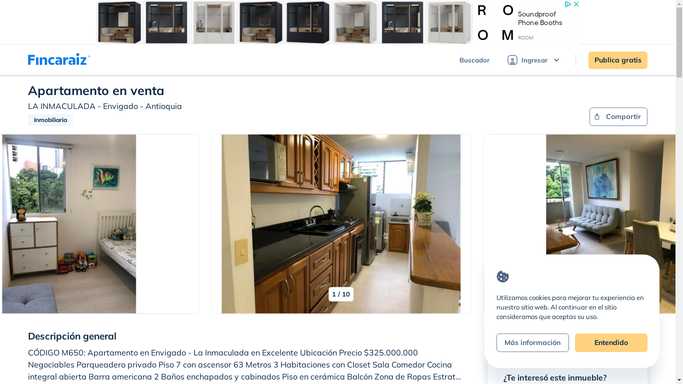 R O
O M
Soundproof
Phone Booths
ROOM
Fincaraiz
Buscador
Ingresar
Publica gratis
Apartamento en venta
LA INMACULADA - Envigado - Antioquia
Inmobiliaria
Compartir
1 / 10
Utilizamos cookies para mejorar tu experiencia en
nuestro sitio web. Al continuar en el sitio
consideramos que aceptas su uso.
Más información
Entendido
Descripción general
CÓDIGO M650: Apartamento en Envigado - La Inmaculada en Excelente Ubicación Precio $325.000.000
Negociables Parqueadero privado Piso 7 con ascensor 63 Metros 3 Habitaciones con Closet Sala Comedor Cocina
integral abierta Barra americana 2 Baños enchapados y cabinados Piso en cerámica Balcón Zona de Ropas Estrat...
¿Te interesó este inmueble?